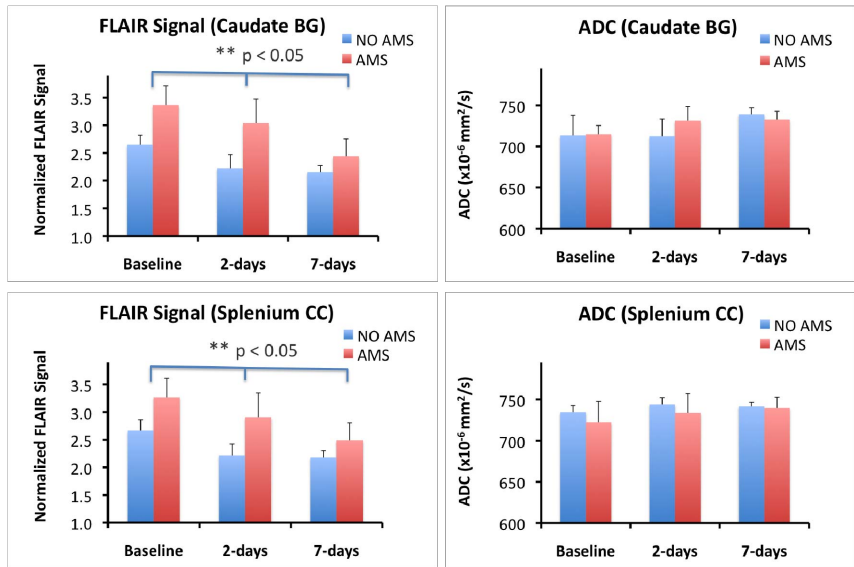 FLAIR Signal (Caudate BG)
NO AMS
AMS
** p < 0.05
Normalized FLAIR Signal
3.5
3.0
2.5
2.0
1.5
1.0
Baseline 2-days 7-days
ADC (Caudate BG)
NO AMS
AMS
ADC (x10⁻⁶ mm²/s)
750
700
650
600
Baseline 2-days 7-days
FLAIR Signal (Splenium CC)
NO AMS
AMS
** p < 0.05
Normalized FLAIR Signal
3.5
3.0
2.5
2.0
1.5
1.0
Baseline 2-days 7-days
ADC (Splenium CC)
NO AMS
AMS
ADC (x10⁻⁶ mm²/s)
750
700
650
600
Baseline 2-days 7-days